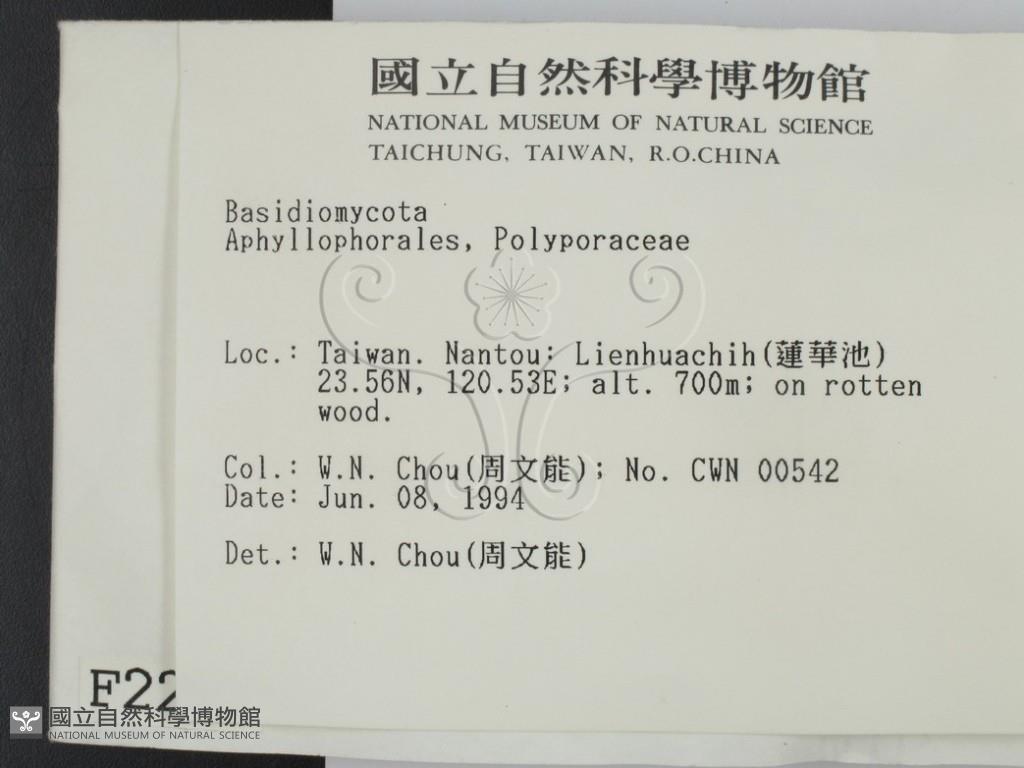 國立自然科學博物館
NATIONAL MUSEUM OF NATURAL SCIENCE
TAICHUNG, TAIWAN, R.O.CHINA
Basidiomycota
Aphyllophorales, Polyporaceae
Loc.: Taiwan. Nantou: Lienhuachih(蓮華池)
23.56N, 120.53E; alt. 700m; on rotten
wood.
Col.: W.N. Chou(周文能); No. CWN 00542
Date: Jun. 08, 1994
Det.: W.N. Chou(周文能)
F22
國立自然科學博物館
NATIONAL MUSEUM OF NATURAL SCIENCE